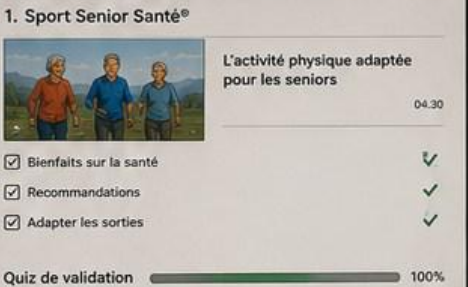 1. Sport Senior Santé®
L'activité physique adaptée
pour les seniors
04.30
Bienfaits sur la santé
Recommandations
Adapter les sorties
Quiz de validation 100%